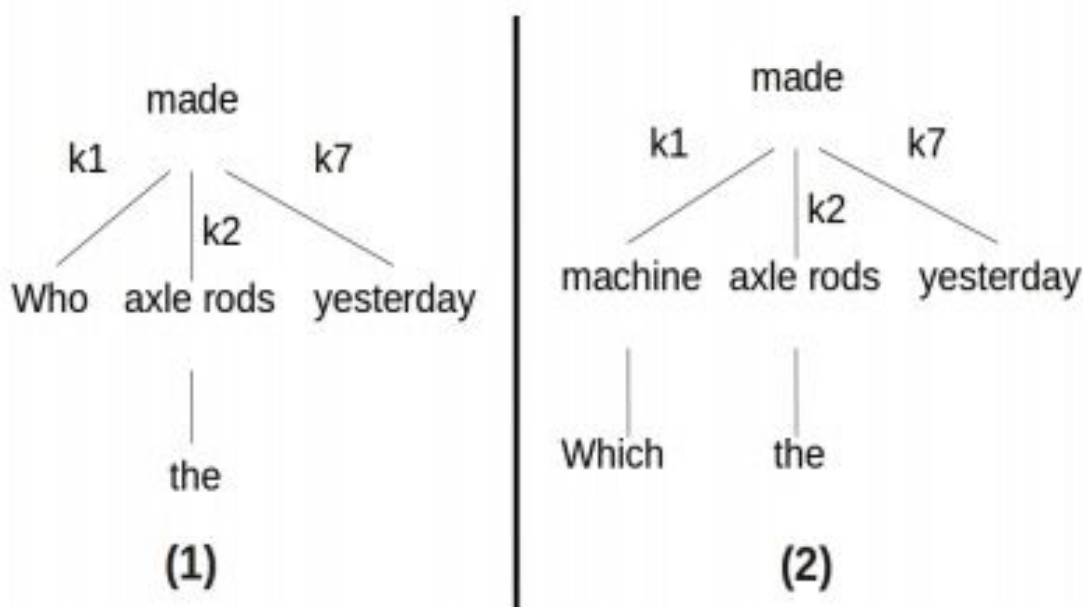 made
k1 k7
k2
Who axle rods yesterday
the
(1)
made
k1 k7
k2
machine axle rods yesterday
Which the
(2)